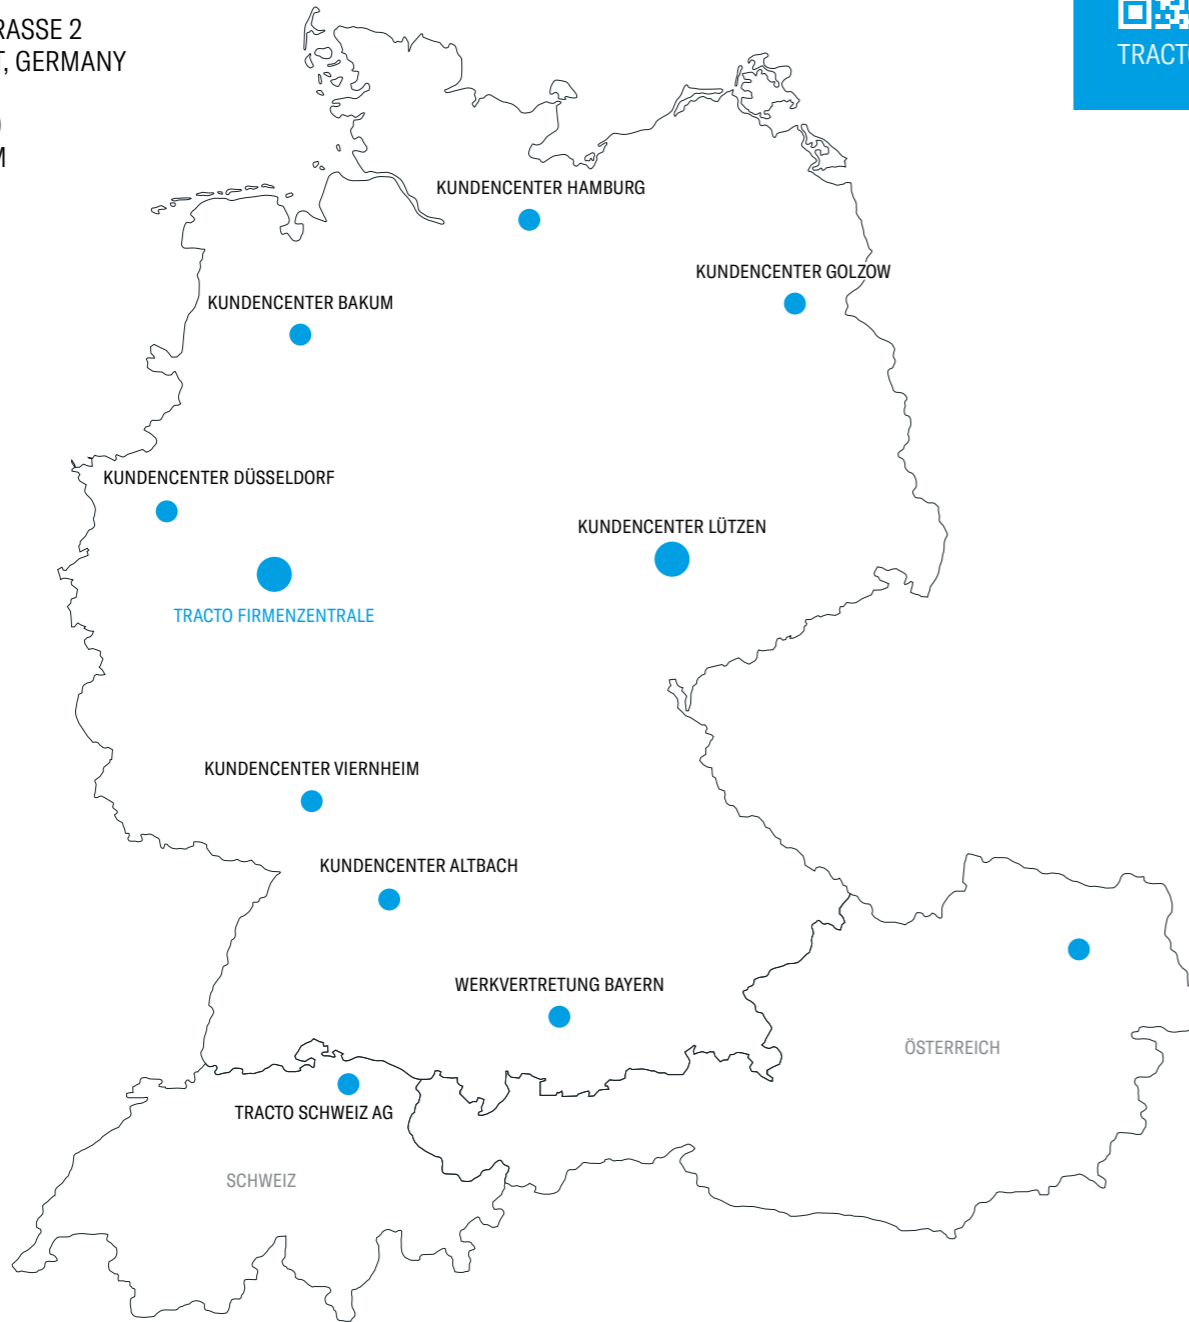 2
GERMANY
KUNDENCENTER HAMBURG
KUNDENCENTER GOLZOW
KUNDENCENTER BAKUM
KUNDENCENTER DÜSSELDORF
KUNDENCENTER LÜTZEN
TRACTO FIRMENZENTRALE
KUNDENCENTER VIERNHEIM
KUNDENCENTER ALTBACH
WERKVERTRETUNG BAYERN
ÖSTERREICH
TRACTO SCHWEIZ AG
SCHWEIZ